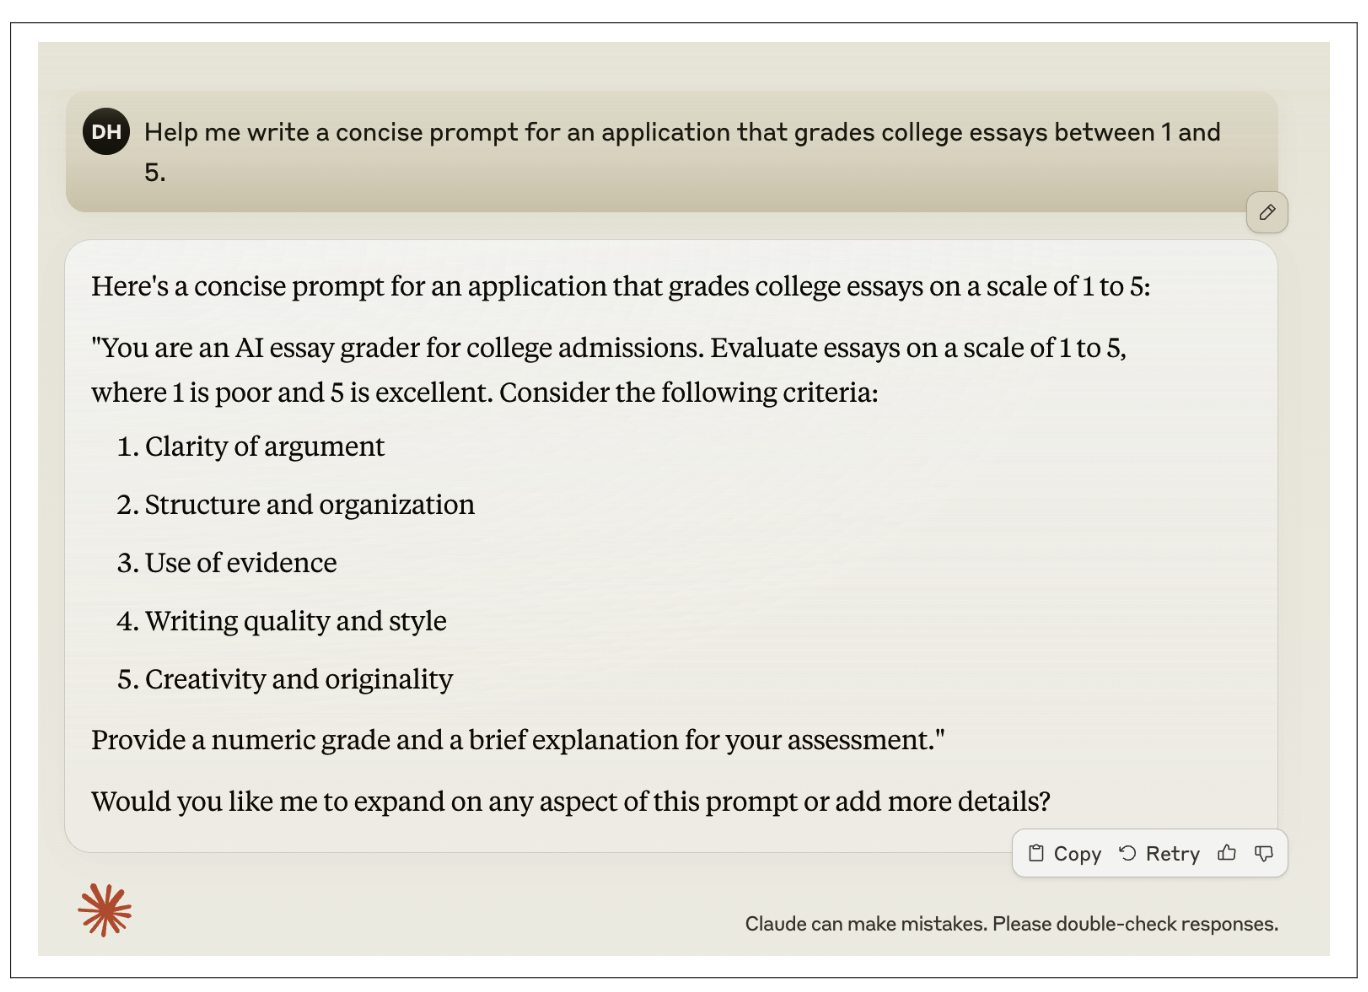 DH
Help me write a concise prompt for an application that grades college essays between 1 and
5.
Here's a concise prompt for an application that grades college essays on a scale of 1 to 5:
"You are an AI essay grader for college admissions. Evaluate essays on a scale of 1 to 5,
where 1 is poor and 5 is excellent. Consider the following criteria:
1. Clarity of argument
2. Structure and organization
3. Use of evidence
4. Writing quality and style
5. Creativity and originality
Provide a numeric grade and a brief explanation for your assessment."
Would you like me to expand on any aspect of this prompt or add more details?
Copy Retry
Claude can make mistakes. Please double-check responses.